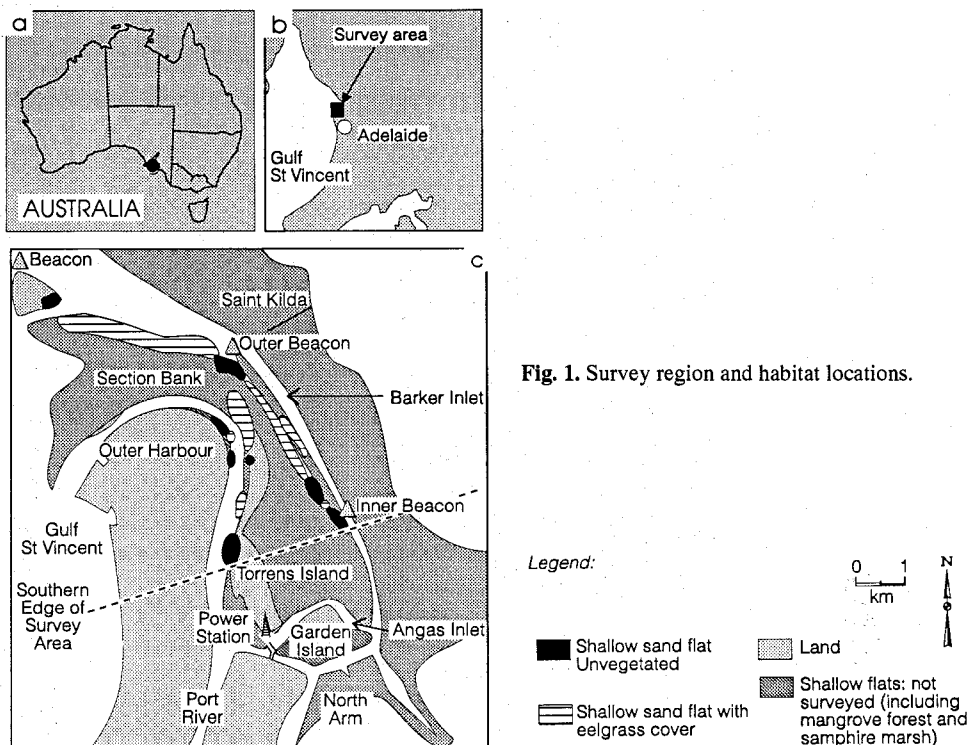 a
AUSTRALIA
b
Survey area
Adelaide
Gulf
St Vincent
c
Beacon
Saint Kilda
Outer Beacon
Section Bank
Barker Inlet
Outer Harbour
Inner Beacon
Gulf
St Vincent
Torrens Island
Southern
Edge of
Survey
Area
Power
Station
Garden
Island
Angas Inlet
Port
River
North
Arm
Fig. 1. Survey region and habitat locations.
Legend:
0 1
km
N
Shallow sand flat
Unvegetated
Shallow sand flat with
eelgrass cover
Land
Shallow flats: not
surveyed (including
mangrove forest and
samphire marsh)